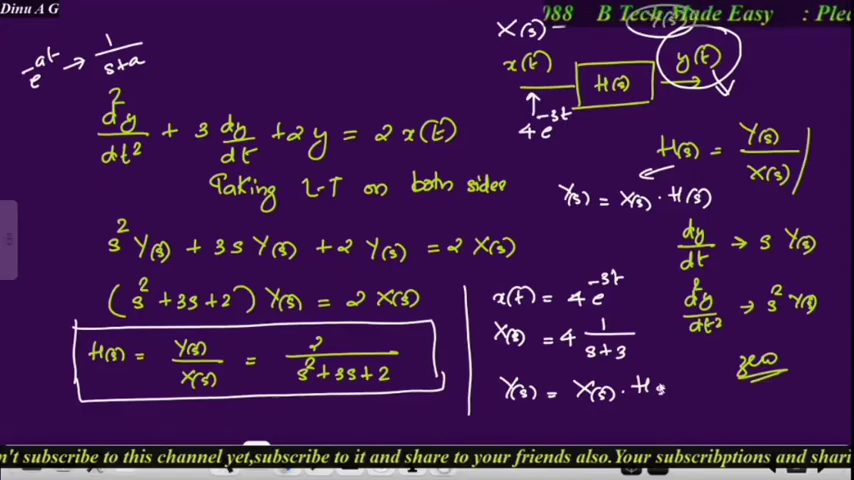 Dinu A G
088 B Tech Made Easy : Plea
e^-at → 1/(s+a)
X(s) Y(s)
x(t) → H(s) → y(t)
4e^-3t
d²y/dt² + 3 dy/dt + 2y = 2x(t)
Taking L-T on both sides
s² Y(s) + 3s Y(s) + 2 Y(s) = 2 X(s)
(s² + 3s + 2) Y(s) = 2 X(s)
H(s) = Y(s)/X(s) = 2/(s² + 3s + 2)
H(s) = Y(s)/X(s)
Y(s) = X(s) · H(s)
dy/dt → s Y(s)
d²y/dt² → s² Y(s)
zero
x(t) = 4e^-3t
X(s) = 4 1/(s+3)
Y(s) = X(s) · H s
n't subscribe to this channel yet,subscribe to it and share to your friends also.Your subscribptions and shari